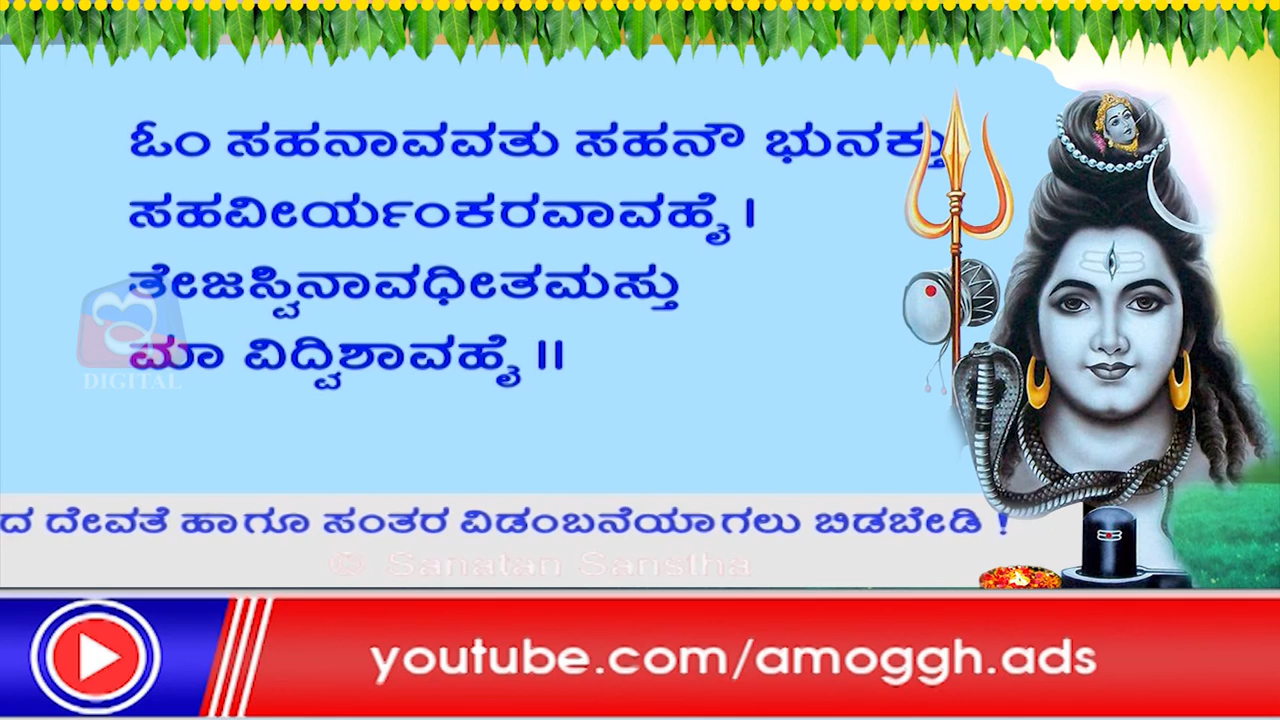 ಓಂ ಸಹನಾವವತು ಸಹನೌ ಭುನಕ್ತು
ಸಹವೀರ್ಯಂಕರವಾವಹೈ ।
ತೇಜಸ್ವಿನಾವಧೀತಮಸ್ತು
ಮಾ ವಿದ್ವಿಶಾವಹೈ ॥
DIGITAL
ದ ದೇವತೆ ಹಾಗೂ ಸಂತರ ವಿಡಂಬನೆಯಾಗಲು ಬಿಡಬೇಡಿ !
© Sanatan Sanstha
youtube.com/amoggh.ads